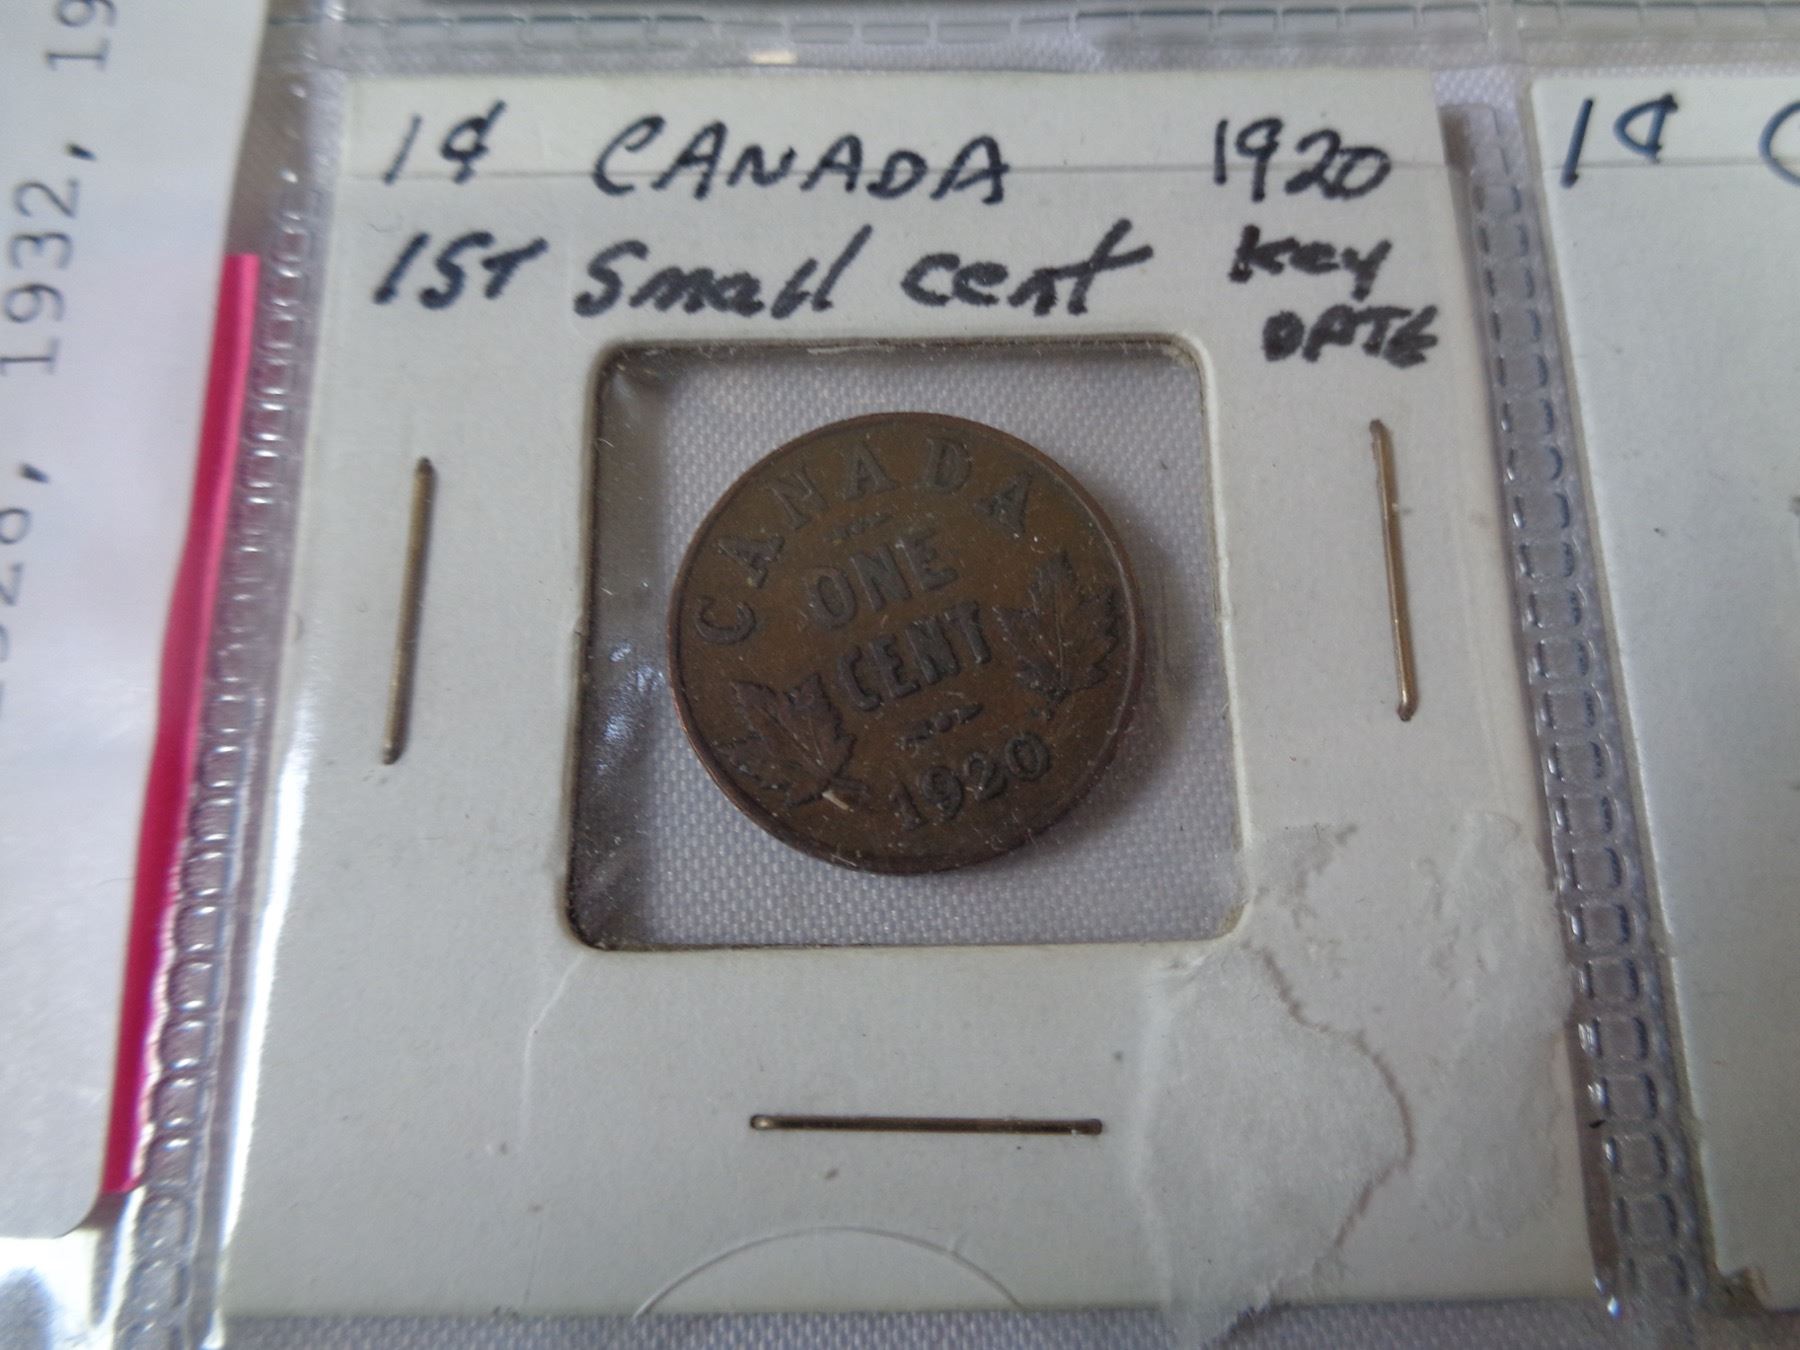 1¢ CANADA 1920
1ST Small cent Key
DATE
CANADA
ONE
CENT
1920
1¢
1932, 19